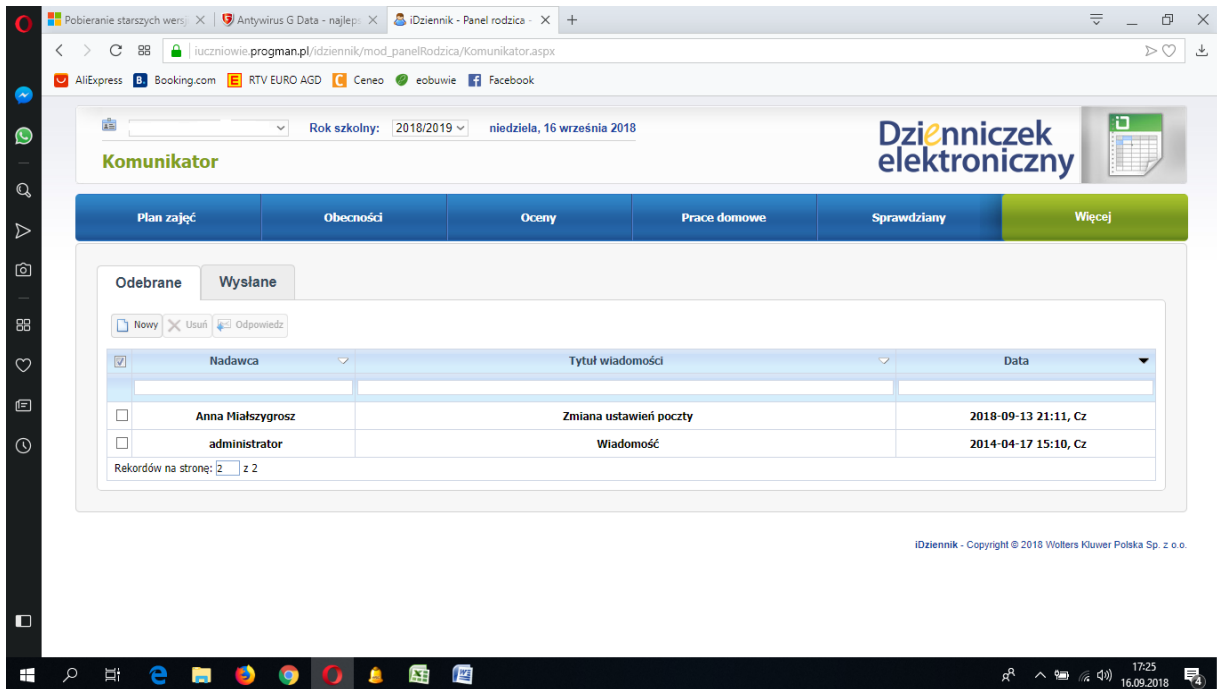 Pobieranie starszych wersj
Antywirus G Data - najleps
iDziennik - Panel rodzica -
iuczniowie.progman.pl/idziennik/mod_panelRodzica/Komunikator.aspx
AliExpress B. Booking.com E RTV EURO AGD C Ceneo eobuwie Facebook
Rok szkolny: 2018/2019 niedziela, 16 września 2018
Dzienniczek
elektroniczny
Komunikator
Plan zajęć Obecności Oceny Prace domowe Sprawdziany Więcej
Odebrane Wysłane
Nowy Usuń Odpowiedz
Nadawca Tytuł wiadomości Data
Anna Miałszygrosz Zmiana ustawień poczty 2018-09-13 21:11, Cz
administrator Wiadomość 2014-04-17 15:10, Cz
Rekordów na stronę: 2 z 2
iDziennik - Copyright © 2018 Wolters Kluwer Polska Sp. z o.o.
17:25
16.09.2018
4